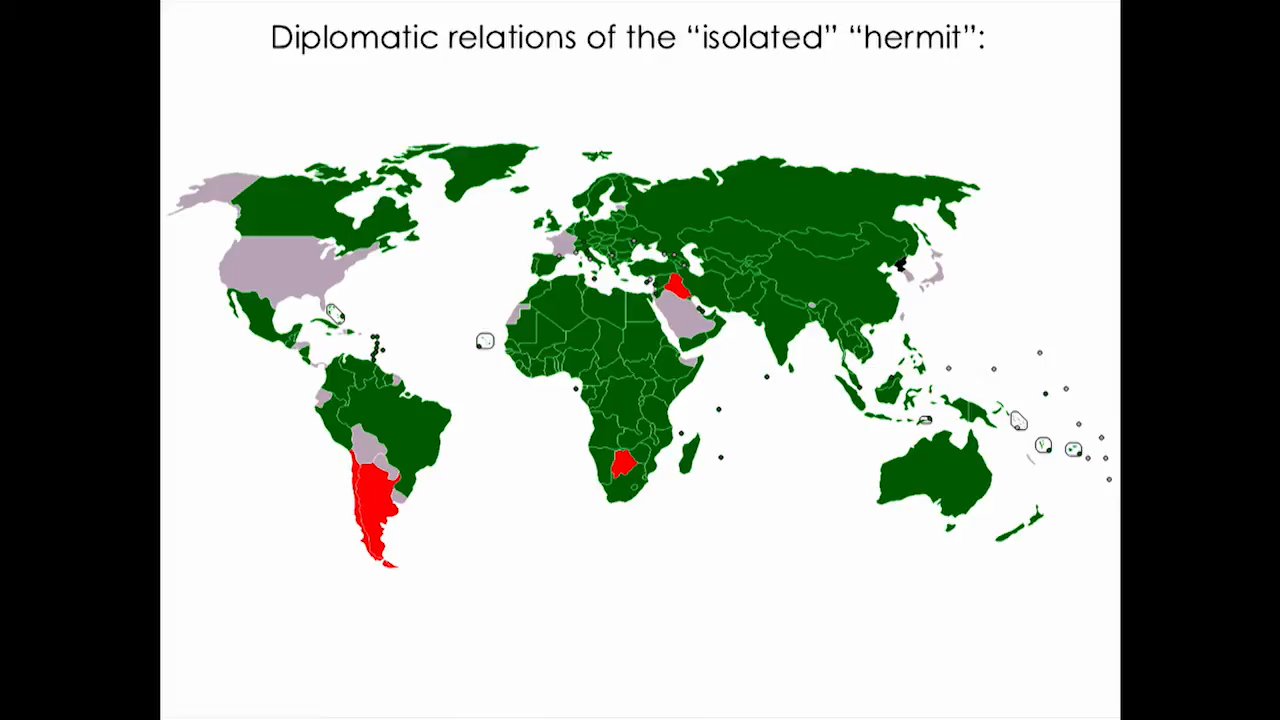 Diplomatic relations of the “isolated” “hermit”: